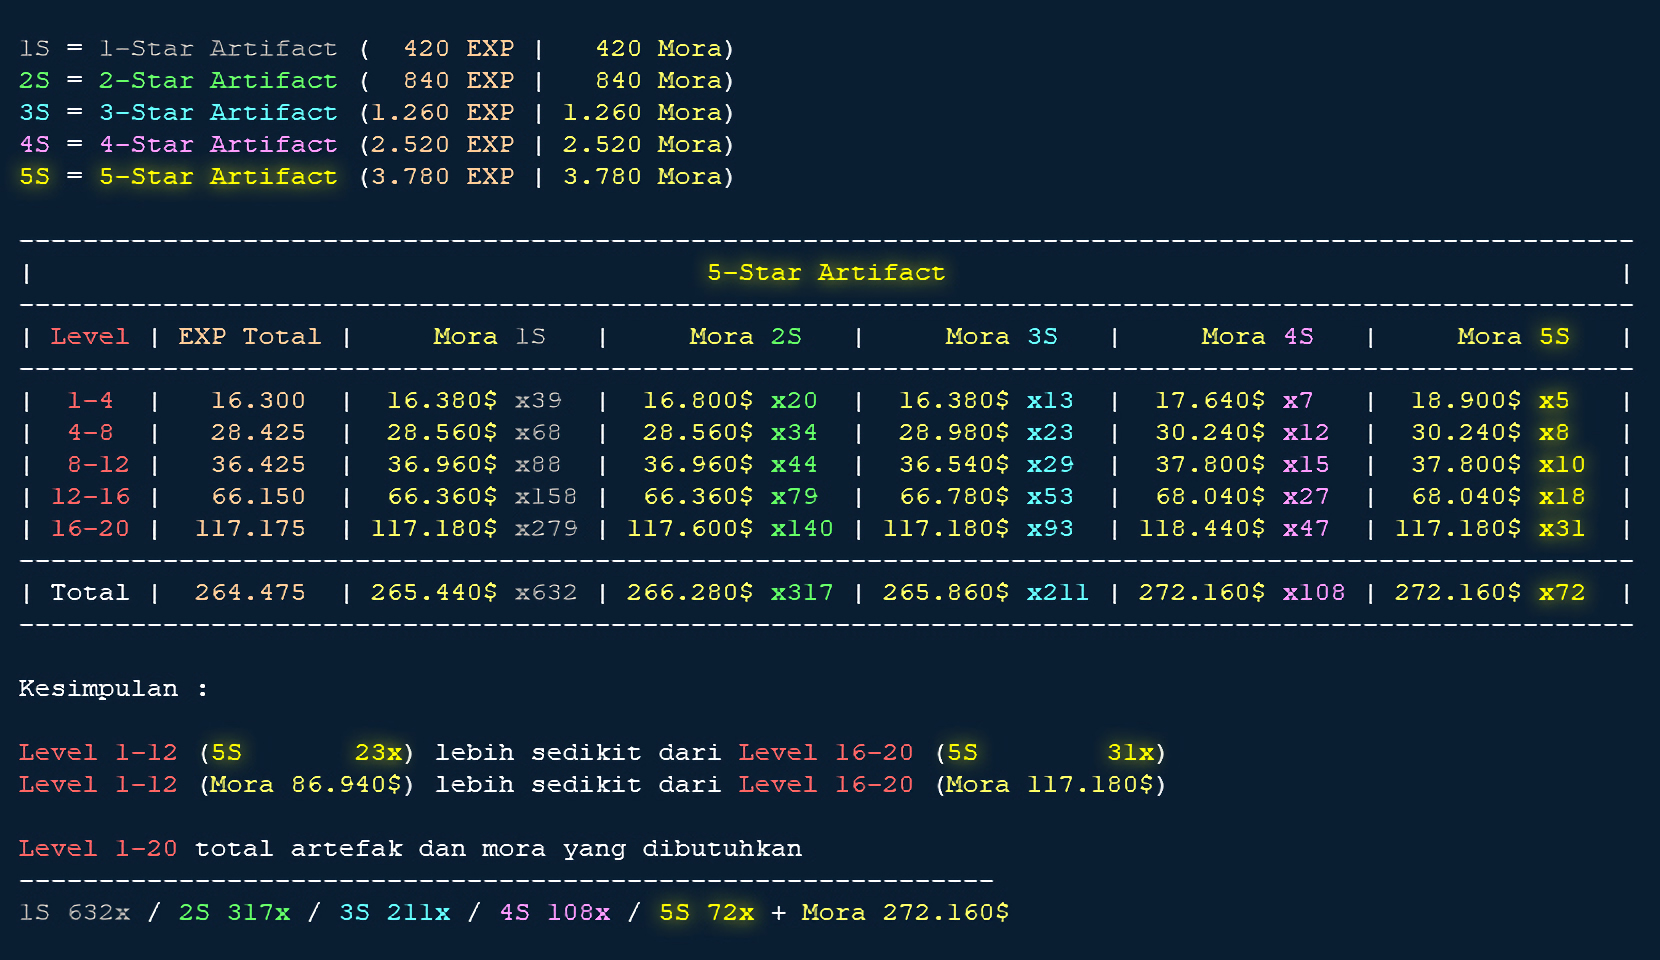 1S = 1-Star Artifact (  420 EXP |   420 Mora)
2S = 2-Star Artifact (  840 EXP |   840 Mora)
3S = 3-Star Artifact (1.260 EXP | 1.260 Mora)
4S = 4-Star Artifact (2.520 EXP | 2.520 Mora)
5S = 5-Star Artifact (3.780 EXP | 3.780 Mora)
5-Star Artifact
| Level | EXP Total |     Mora 1S   |     Mora 2S   |     Mora 3S   |     Mora 4S   |     Mora 5S   |
|  1-4  |   16.300  |  16.380$ x39  |  16.800$ x20  |  16.380$ x13  |  17.640$ x7   |  18.900$ x5   |
|  4-8  |   28.425  |  28.560$ x68  |  28.560$ x34  |  28.980$ x23  |  30.240$ x12  |  30.240$ x8   |
|  8-12 |   36.425  |  36.960$ x88  |  36.960$ x44  |  36.540$ x29  |  37.800$ x15  |  37.800$ x10  |
| 12-16 |   66.150  |  66.360$ x158 |  66.360$ x79  |  66.780$ x53  |  68.040$ x27  |  68.040$ x18  |
| 16-20 |  117.175  | 117.180$ x279 | 117.600$ x140 | 117.180$ x93  | 118.440$ x47  | 117.180$ x31  |
| Total |  264.475  | 265.440$ x632 | 266.280$ x317 | 265.860$ x211 | 272.160$ x108 | 272.160$ x72  |
Kesimpulan :
Level 1-12 (5S       23x) lebih sedikit dari Level 16-20 (5S        31x)
Level 1-12 (Mora 86.940$) lebih sedikit dari Level 16-20 (Mora 117.180$)
Level 1-20 total artefak dan mora yang dibutuhkan
1S 632x / 2S 317x / 3S 211x / 4S 108x / 5S 72x + Mora 272.160$